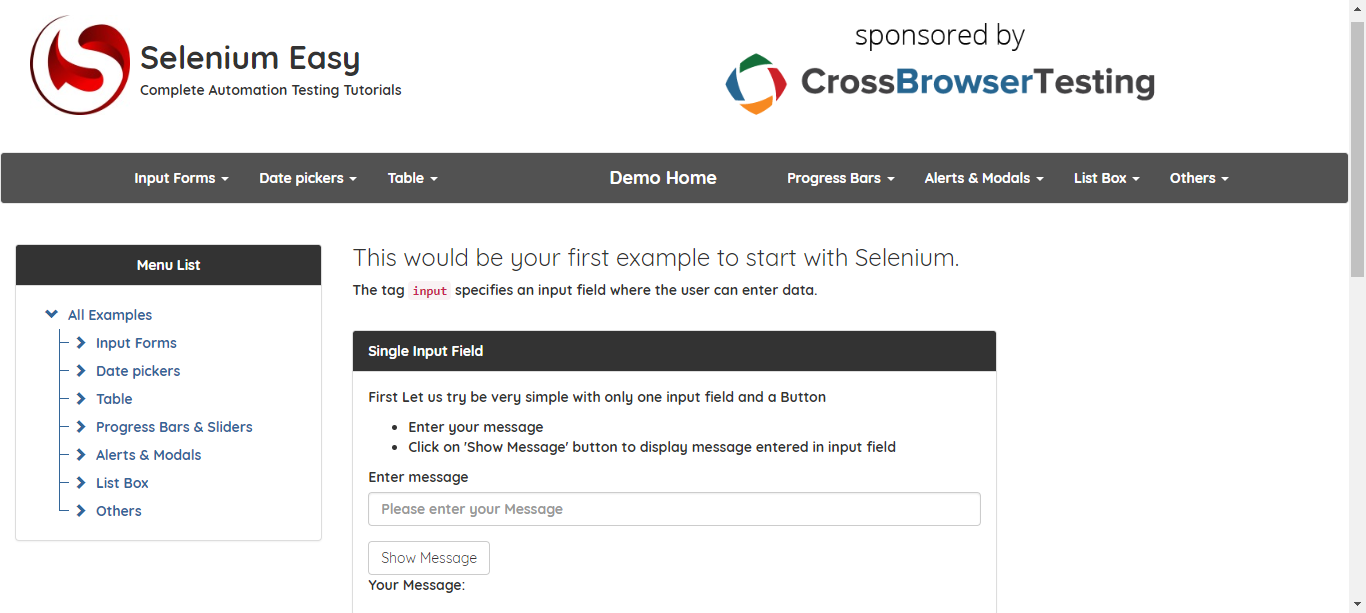 Selenium Easy
Complete Automation Testing Tutorials
sponsored by
CrossBrowserTesting
Input Forms Date pickers Table Demo Home Progress Bars Alerts & Modals List Box Others
Menu List
All Examples
Input Forms
Date pickers
Table
Progress Bars & Sliders
Alerts & Modals
List Box
Others
This would be your first example to start with Selenium.
The tag input specifies an input field where the user can enter data.
Single Input Field
First Let us try be very simple with only one input field and a Button
Enter your message
Click on 'Show Message' button to display message entered in input field
Enter message
Please enter your Message
Show Message
Your Message: